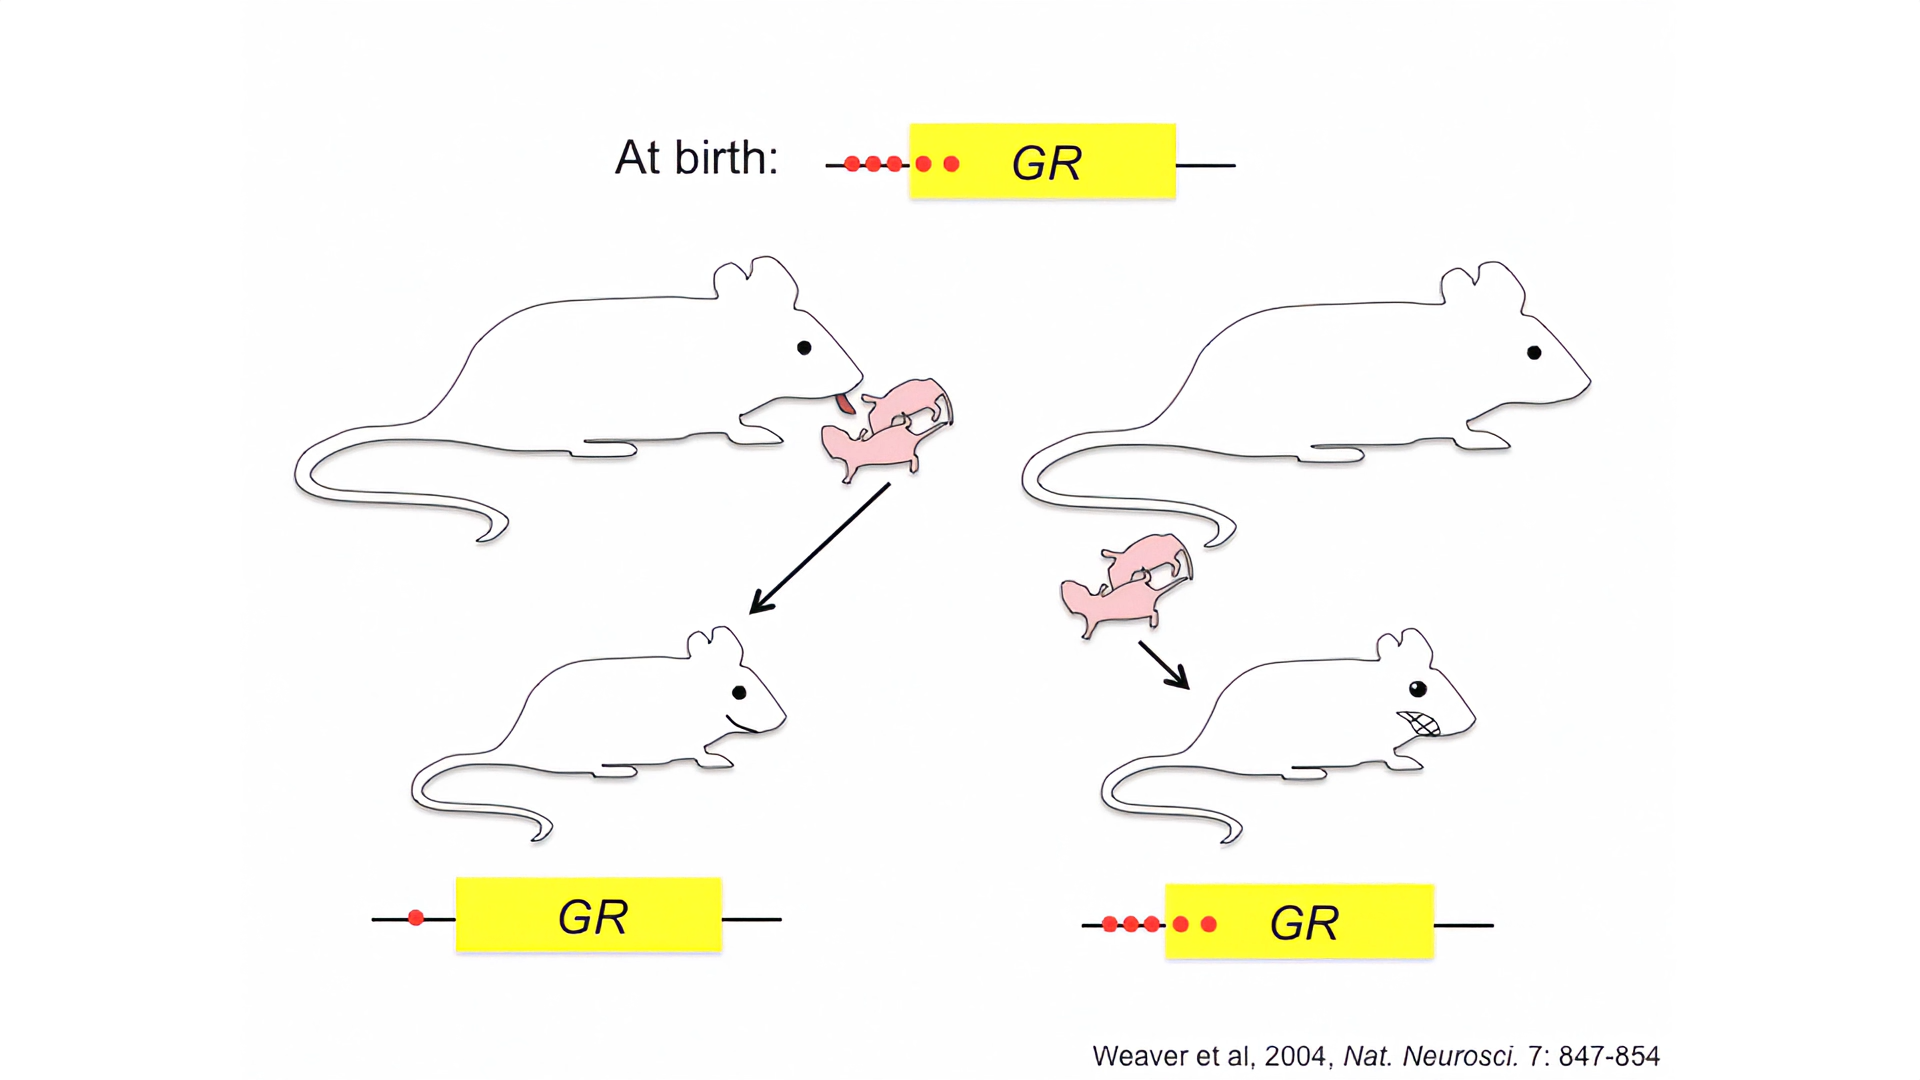 At birth:
GR
GR
GR
Weaver et al, 2004, Nat. Neurosci. 7: 847-854